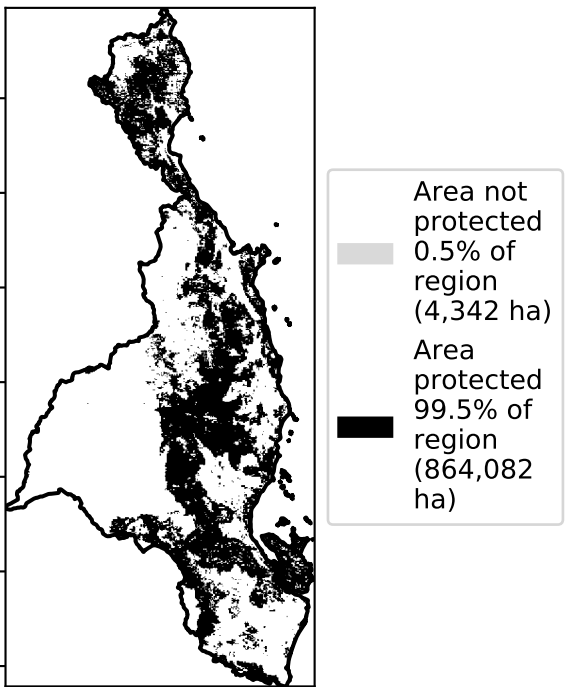 Area not
protected
0.5% of
region
(4,342 ha)
Area
protected
99.5% of
region
(864,082
ha)